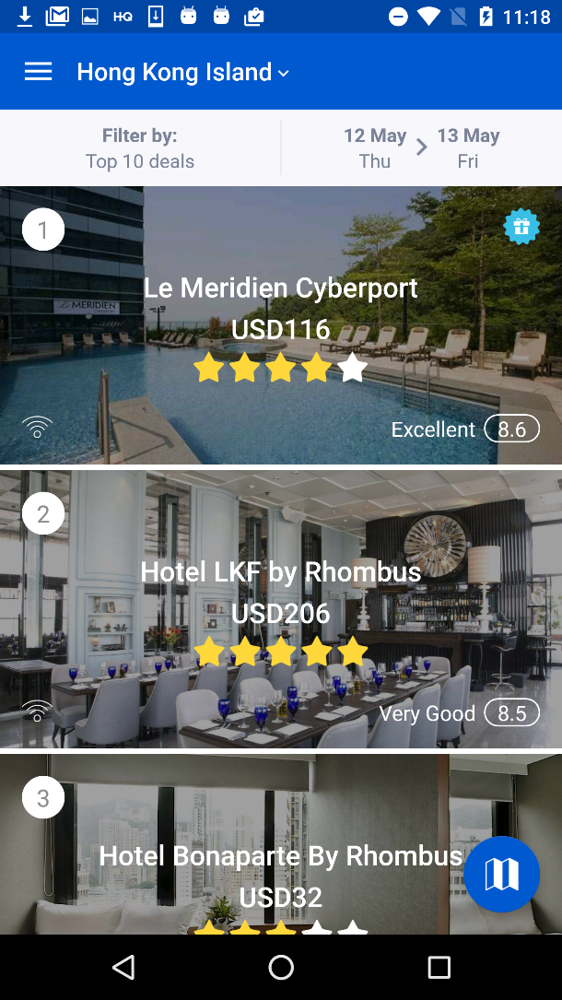 HQ
11:18
Hong Kong Island
Filter by:
Top 10 deals
12 May
Thu
13 May
Fri
1
Le MERIDIEN
Le Meridien Cyberport
USD116
Excellent 8.6
2
Hotel LKF by Rhombus
USD206
Very Good 8.5
3
Hotel Bonaparte By Rhombus
USD32